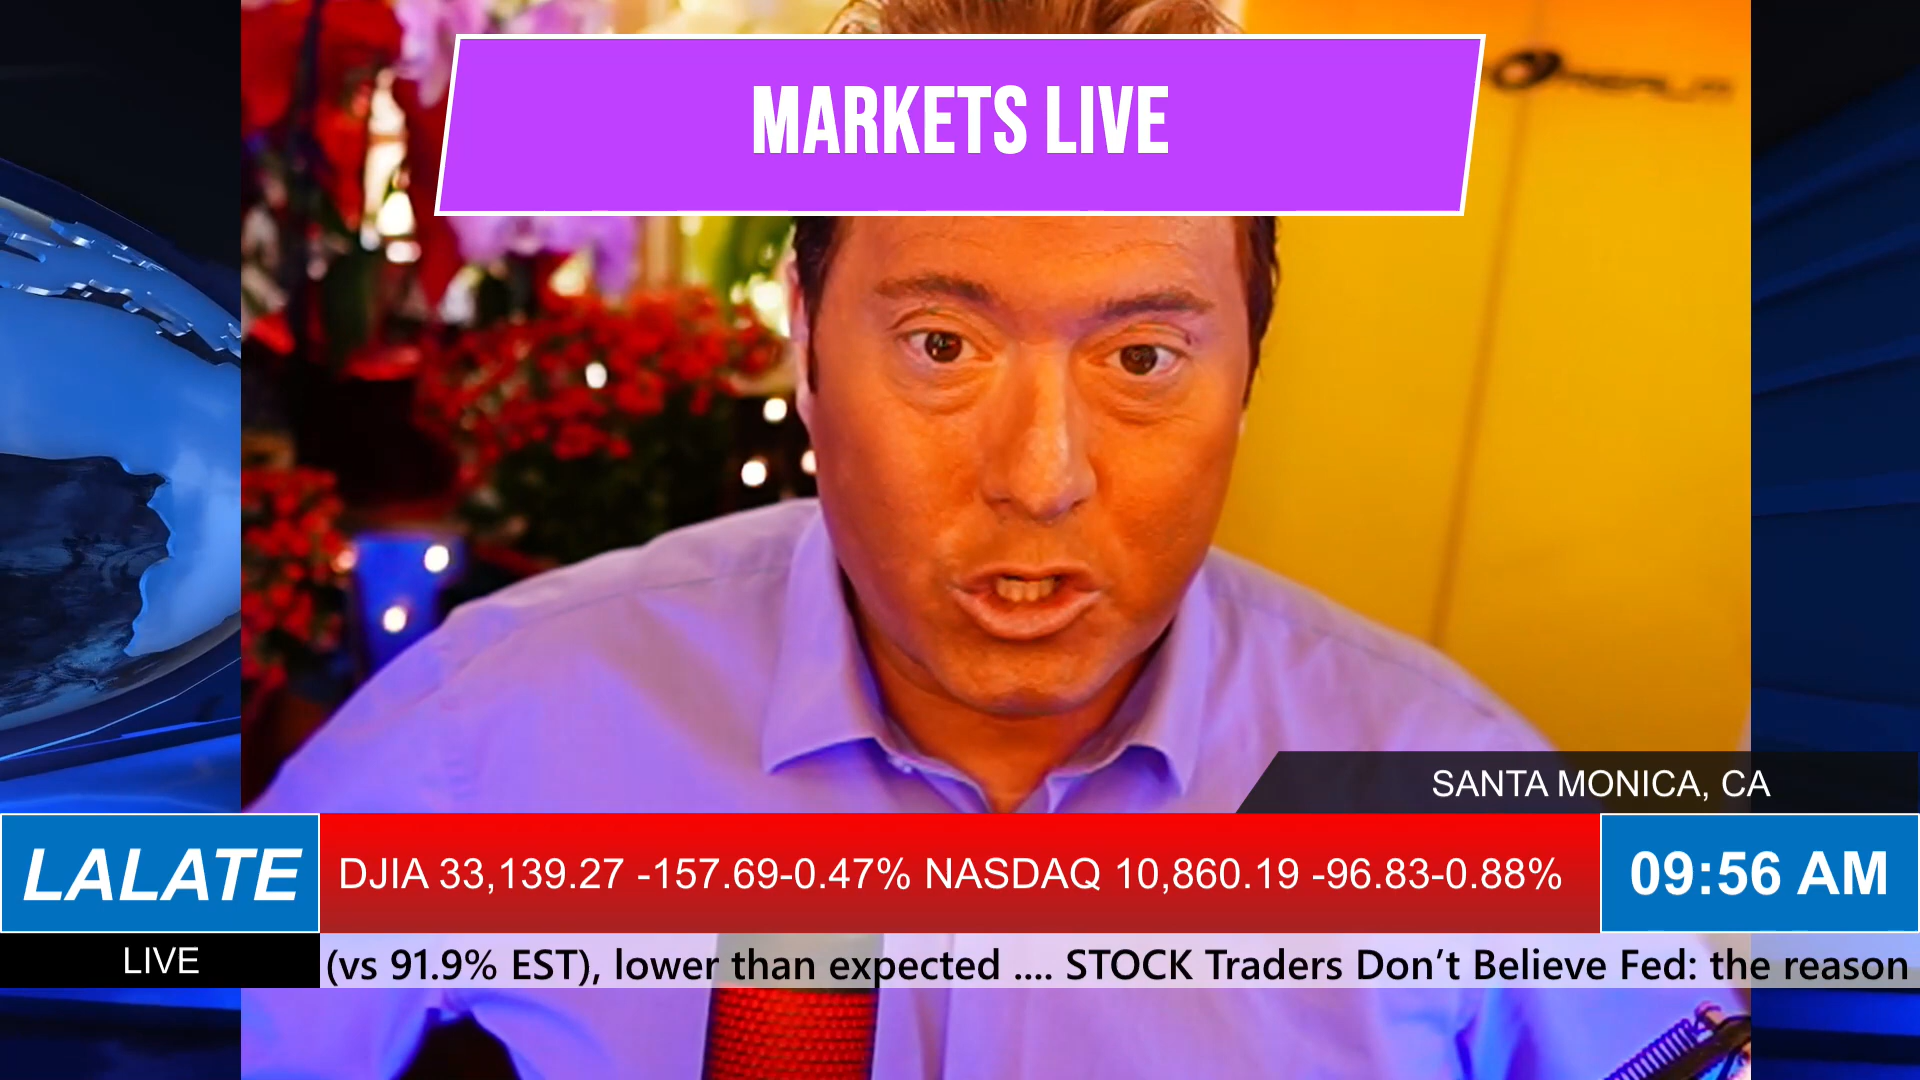 MARKETS LIVE
SANTA MONICA, CA
LALATE
DJIA 33,139.27 -157.69-0.47% NASDAQ 10,860.19 -96.83-0.88%
09:56 AM
LIVE
(vs 91.9% EST), lower than expected .... STOCK Traders Don’t Believe Fed: the reason